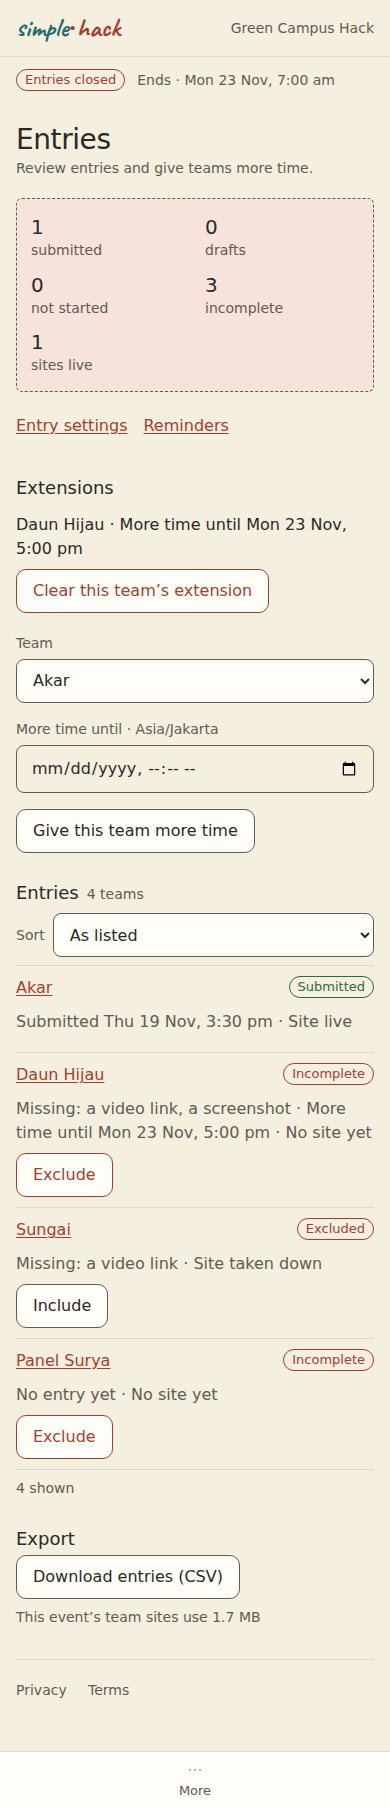 simple·hack
Green Campus Hack
Entries closed
Ends · Mon 23 Nov, 7:00 am
Entries
Review entries and give teams more time.
1
submitted
0
drafts
0
not started
3
incomplete
1
sites live
Entry settings
Reminders
Extensions
Daun Hijau · More time until Mon 23 Nov,
5:00 pm
Clear this team’s extension
Team
Akar
More time until · Asia/Jakarta
mm/dd/yyyy, --:-- --
Give this team more time
Entries 4 teams
Sort
As listed
Akar
Submitted
Submitted Thu 19 Nov, 3:30 pm · Site live
Daun Hijau
Incomplete
Missing: a video link, a screenshot · More
time until Mon 23 Nov, 5:00 pm · No site yet
Exclude
Sungai
Excluded
Missing: a video link · Site taken down
Include
Panel Surya
Incomplete
No entry yet · No site yet
Exclude
4 shown
Export
Download entries (CSV)
This event’s team sites use 1.7 MB
Privacy
Terms
...
More